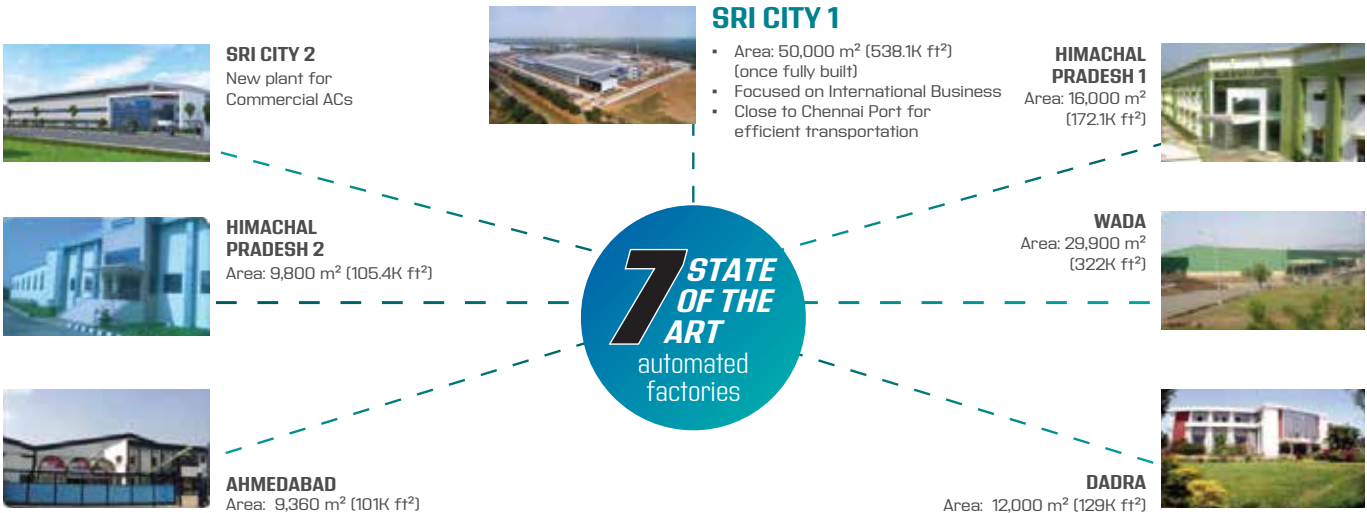 SRI CITY 1
▪ Area: 50,000 m² (538.1K ft²)
(once fully built)
▪ Focused on International Business
▪ Close to Chennai Port for
efficient transportation
SRI CITY 2
New plant for
Commercial ACs
HIMACHAL
PRADESH 1
Area: 16,000 m²
(172.1K ft²)
HIMACHAL
PRADESH 2
Area: 9,800 m² (105.4K ft²)
WADA
Area: 29,900 m²
(322K ft²)
7 STATE
OF THE
ART
automated
factories
AHMEDABAD
Area: 9,360 m² (101K ft²)
DADRA
Area: 12,000 m² (129K ft²)